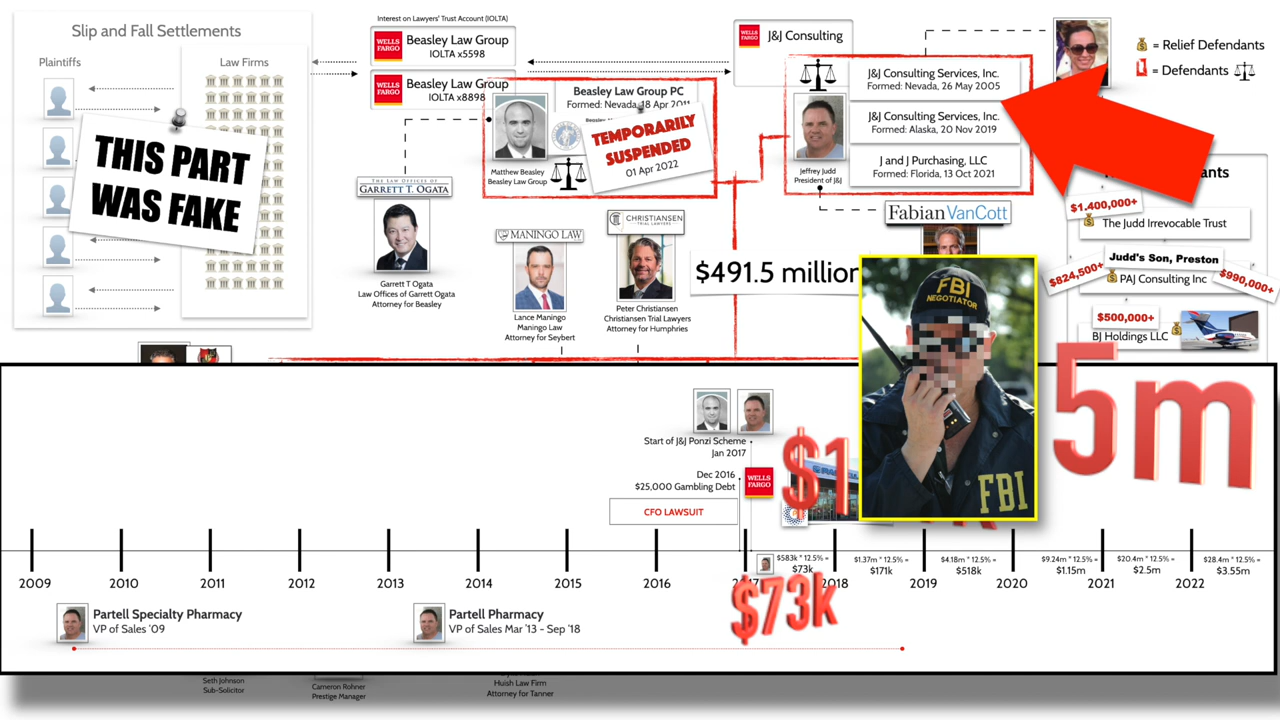 Slip and Fall Settlements
Plaintiffs
Law Firms
THIS PART
WAS FAKE
Interest on Lawyers' Trust Account (IOLTA)
WELLS
FARGO
Beasley Law Group
IOLTA x5598
WELLS
FARGO
Beasley Law Group
IOLTA x8898
Beasley Law Group PC
Formed: Nevada, 18 Apr 2011
TEMPORARILY
SUSPENDED
01 Apr 2022
Matthew Beasley
Beasley Law Group
WELLS
FARGO
J&J Consulting
J&J Consulting Services, Inc.
Formed: Nevada, 26 May 2005
J&J Consulting Services, Inc.
Formed: Alaska, 20 Nov 2019
J and J Purchasing, LLC
Formed: Florida, 13 Oct 2021
Jeffrey Judd
President of J&J
= Relief Defendants
= Defendants
THE LAW OFFICES OF
GARRETT T. OGATA
Garrett T Ogata
Law Offices of Garrett Ogata
Attorney for Beasley
MANINGO LAW
Lance Maningo
Maningo Law
Attorney for Seybert
CHRISTIANSEN
TRIAL LAWYERS
Peter Christiansen
Christiansen Trial Lawyers
Attorney for Humphries
FabianVanCott
$491.5 million
$1,400,000+
The Judd Irrevocable Trust
Judd's Son, Preston
$824,500+
PAJ Consulting Inc
$990,000+
$500,000+
BJ Holdings LLC
FBI
NEGOTIATOR
FBI
$1
5m
Start of J&J Ponzi Scheme
Jan 2017
Dec 2016
$25,000 Gambling Debt
WELLS
FARGO
CFO LAWSUIT
2009
2010
2011
2012
2013
2014
2015
2016
2017
2018
2019
2020
2021
2022
$583k * 12.5% =
$73k
$1.37m * 12.5% =
$171k
$4.18m * 12.5% =
$518k
$9.24m * 12.5% =
$1.15m
$20.4m * 12.5% =
$2.5m
$28.4m * 12.5% =
$3.55m
$73k
Partell Specialty Pharmacy
VP of Sales '09
Partell Pharmacy
VP of Sales Mar '13 - Sep '18
Seth Johnson
Sub-Solicitor
Cameron Rohner
Prestige Manager
Huish Law Firm
Attorney for Tanner